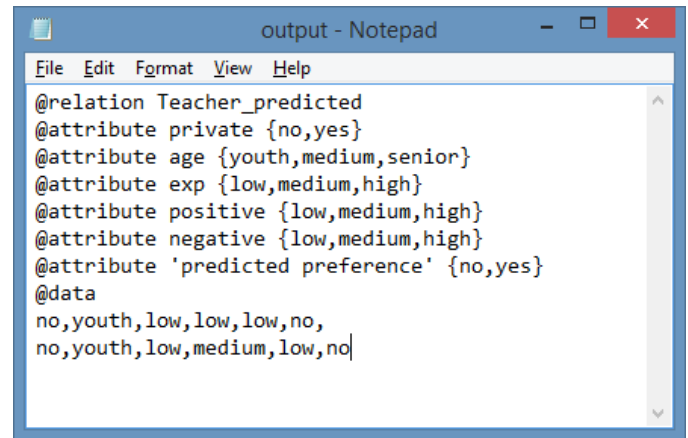 output - Notepad
File Edit Format View Help
@relation Teacher_predicted
@attribute private {no,yes}
@attribute age {youth,medium,senior}
@attribute exp {low,medium,high}
@attribute positive {low,medium,high}
@attribute negative {low,medium,high}
@attribute 'predicted preference' {no,yes}
@data
no,youth,low,low,low,no,
no,youth,low,medium,low,no